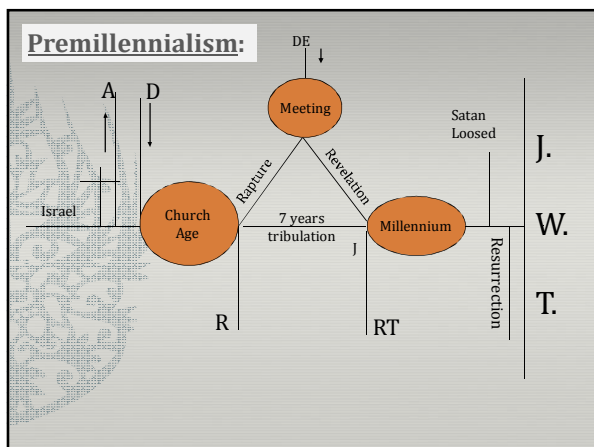 Premillennialism:
DE
A
D
Meeting
Satan
Loosed
J.
Rapture
Revelation
Israel
Church
Age
7 years
tribulation
Millennium
W.
J
Resurrection
T.
R
RT